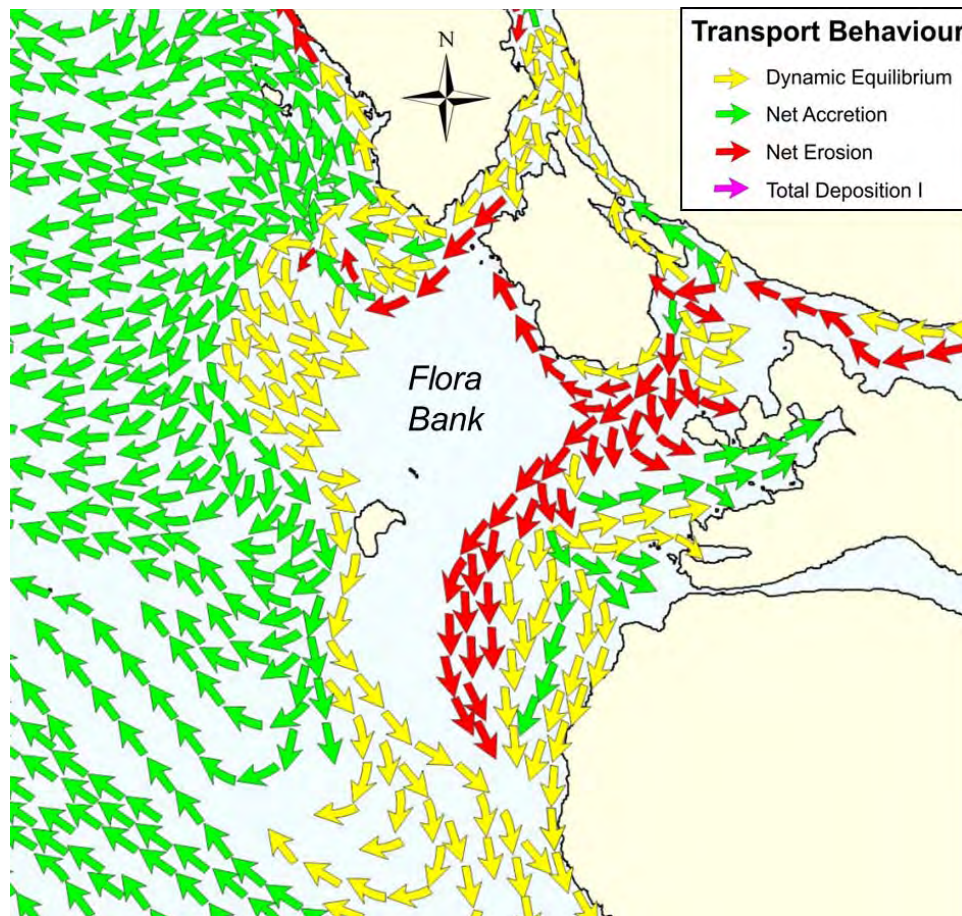 Transport Behaviour
N
Dynamic Equilibrium
Net Accretion
Net Erosion
Total Deposition I
Flora
Bank